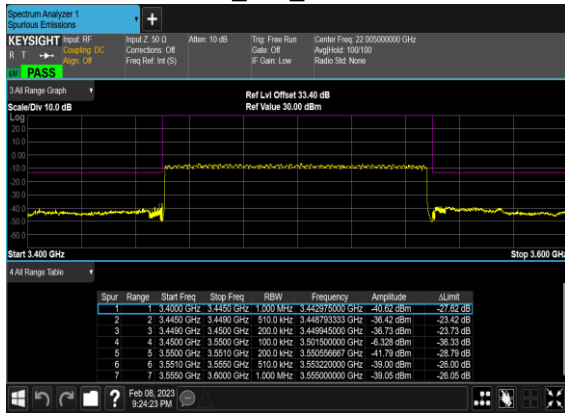 Spectrum Analyzer 1
Spurious Emissions
KEYSIGHT Input: RF Input Z: 50 Ω Atten: 10 dB Trig: Free Run Center Freq: 22.005000000 GHz
R T Coupling: DC Corrections: Off Gate: Off Avg|Hold: 100/100
Align: Off Freq Ref: Int (S) IF Gain: Low Radio Std: None
PASS
3 All Range Graph
Ref Lvl Offset 33.40 dB
Scale/Div 10.0 dB Ref Value 30.00 dBm
Log
20.0
10.0
0.00
-10.0
-20.0
-30.0
-40.0
-50.0
-60.0
Start 3.400 GHz Stop 3.600 GHz
4 All Range Table
Spur Range Start Freq Stop Freq RBW Frequency Amplitude ΔLimit
1 1 3.4000 GHz 3.4450 GHz 1.000 MHz 3.442975000 GHz -40.62 dBm -27.62 dB
2 2 3.4450 GHz 3.4490 GHz 510.0 kHz 3.448793333 GHz -36.42 dBm -23.42 dB
3 3 3.4490 GHz 3.4500 GHz 200.0 kHz 3.449945000 GHz -36.73 dBm -23.73 dB
4 4 3.4500 GHz 3.5500 GHz 100.0 kHz 3.501500000 GHz -6.328 dBm -36.33 dB
5 5 3.5500 GHz 3.5510 GHz 200.0 kHz 3.550556667 GHz -41.79 dBm -28.79 dB
6 6 3.5510 GHz 3.5550 GHz 510.0 kHz 3.553220000 GHz -39.00 dBm -26.00 dB
7 7 3.5550 GHz 3.6000 GHz 1.000 MHz 3.555000000 GHz -39.05 dBm -26.05 dB
Feb 08, 2023
9:24:23 PM